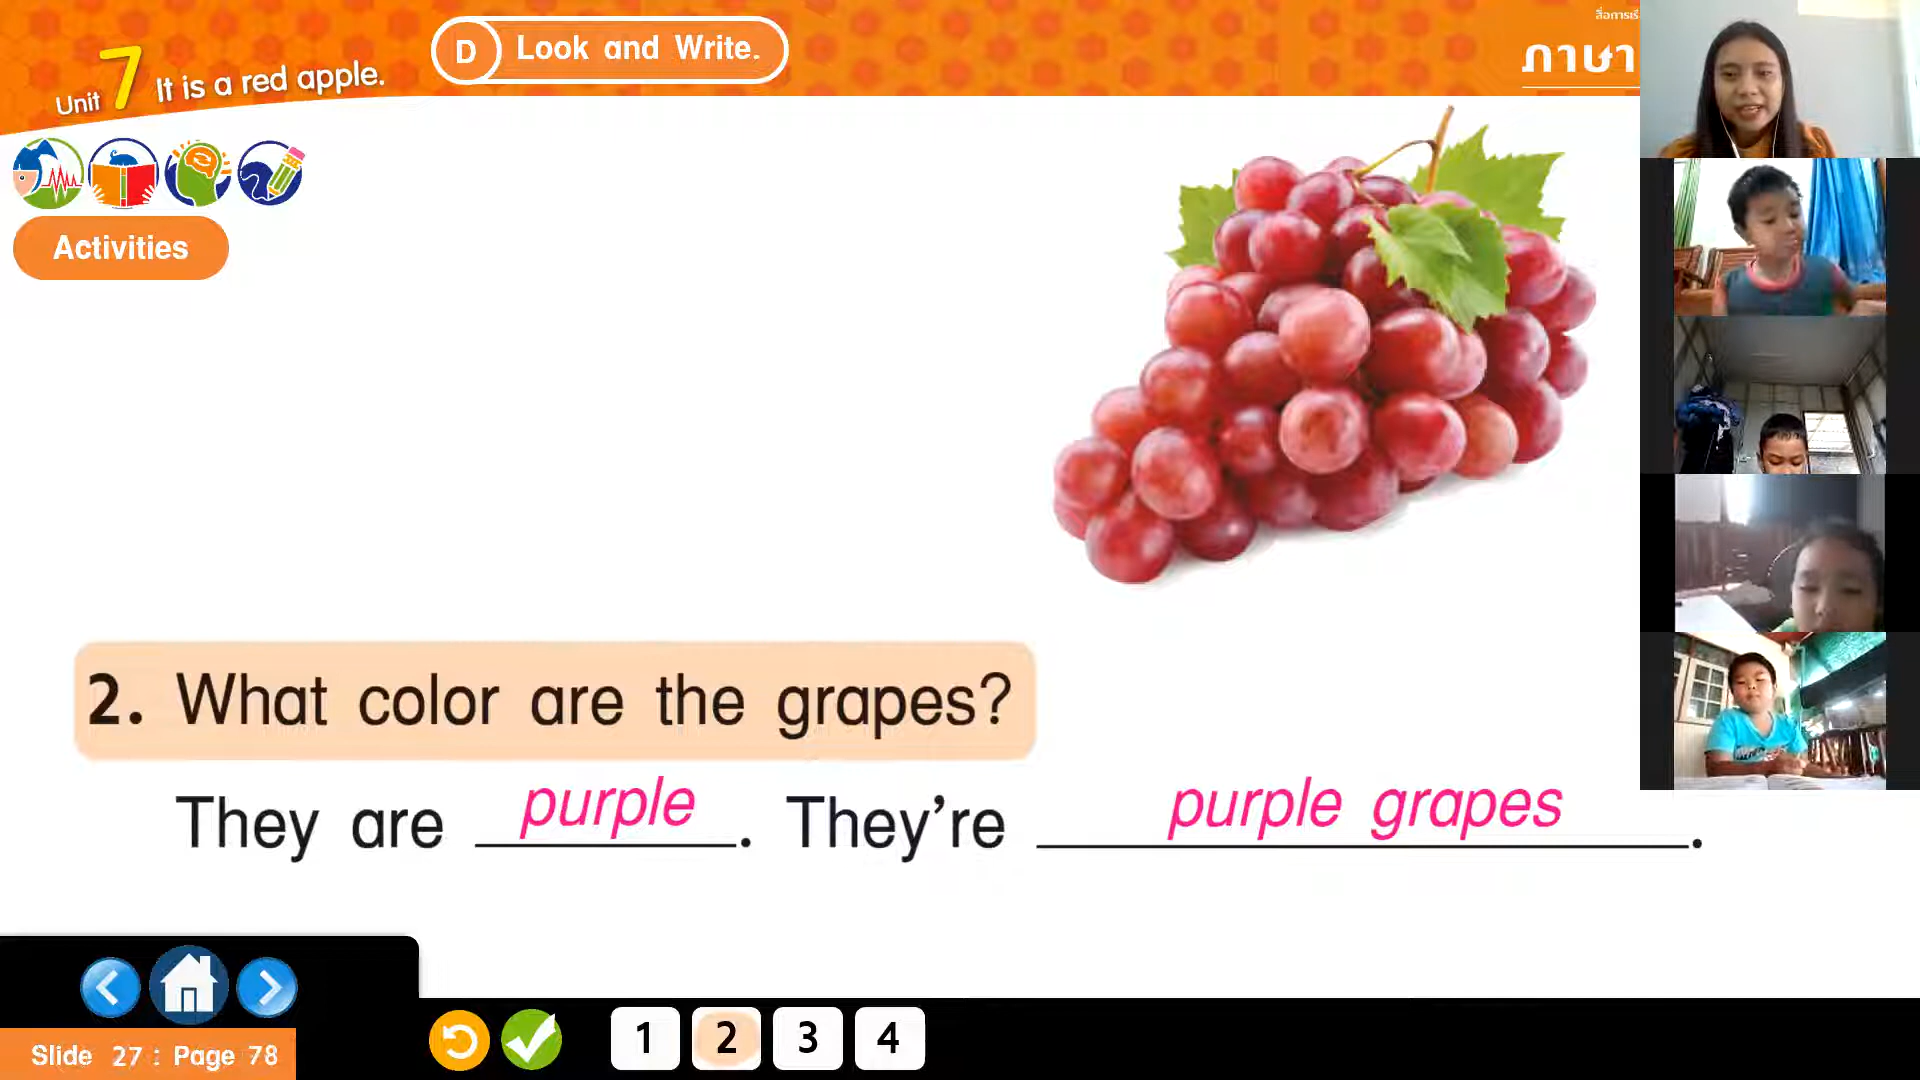 Unit 7 It is a red apple.
D Look and Write.
ภาษา
Activities
2. What color are the grapes?
They are purple. They're purple grapes.
1 2 3 4
Slide 27 : Page 78